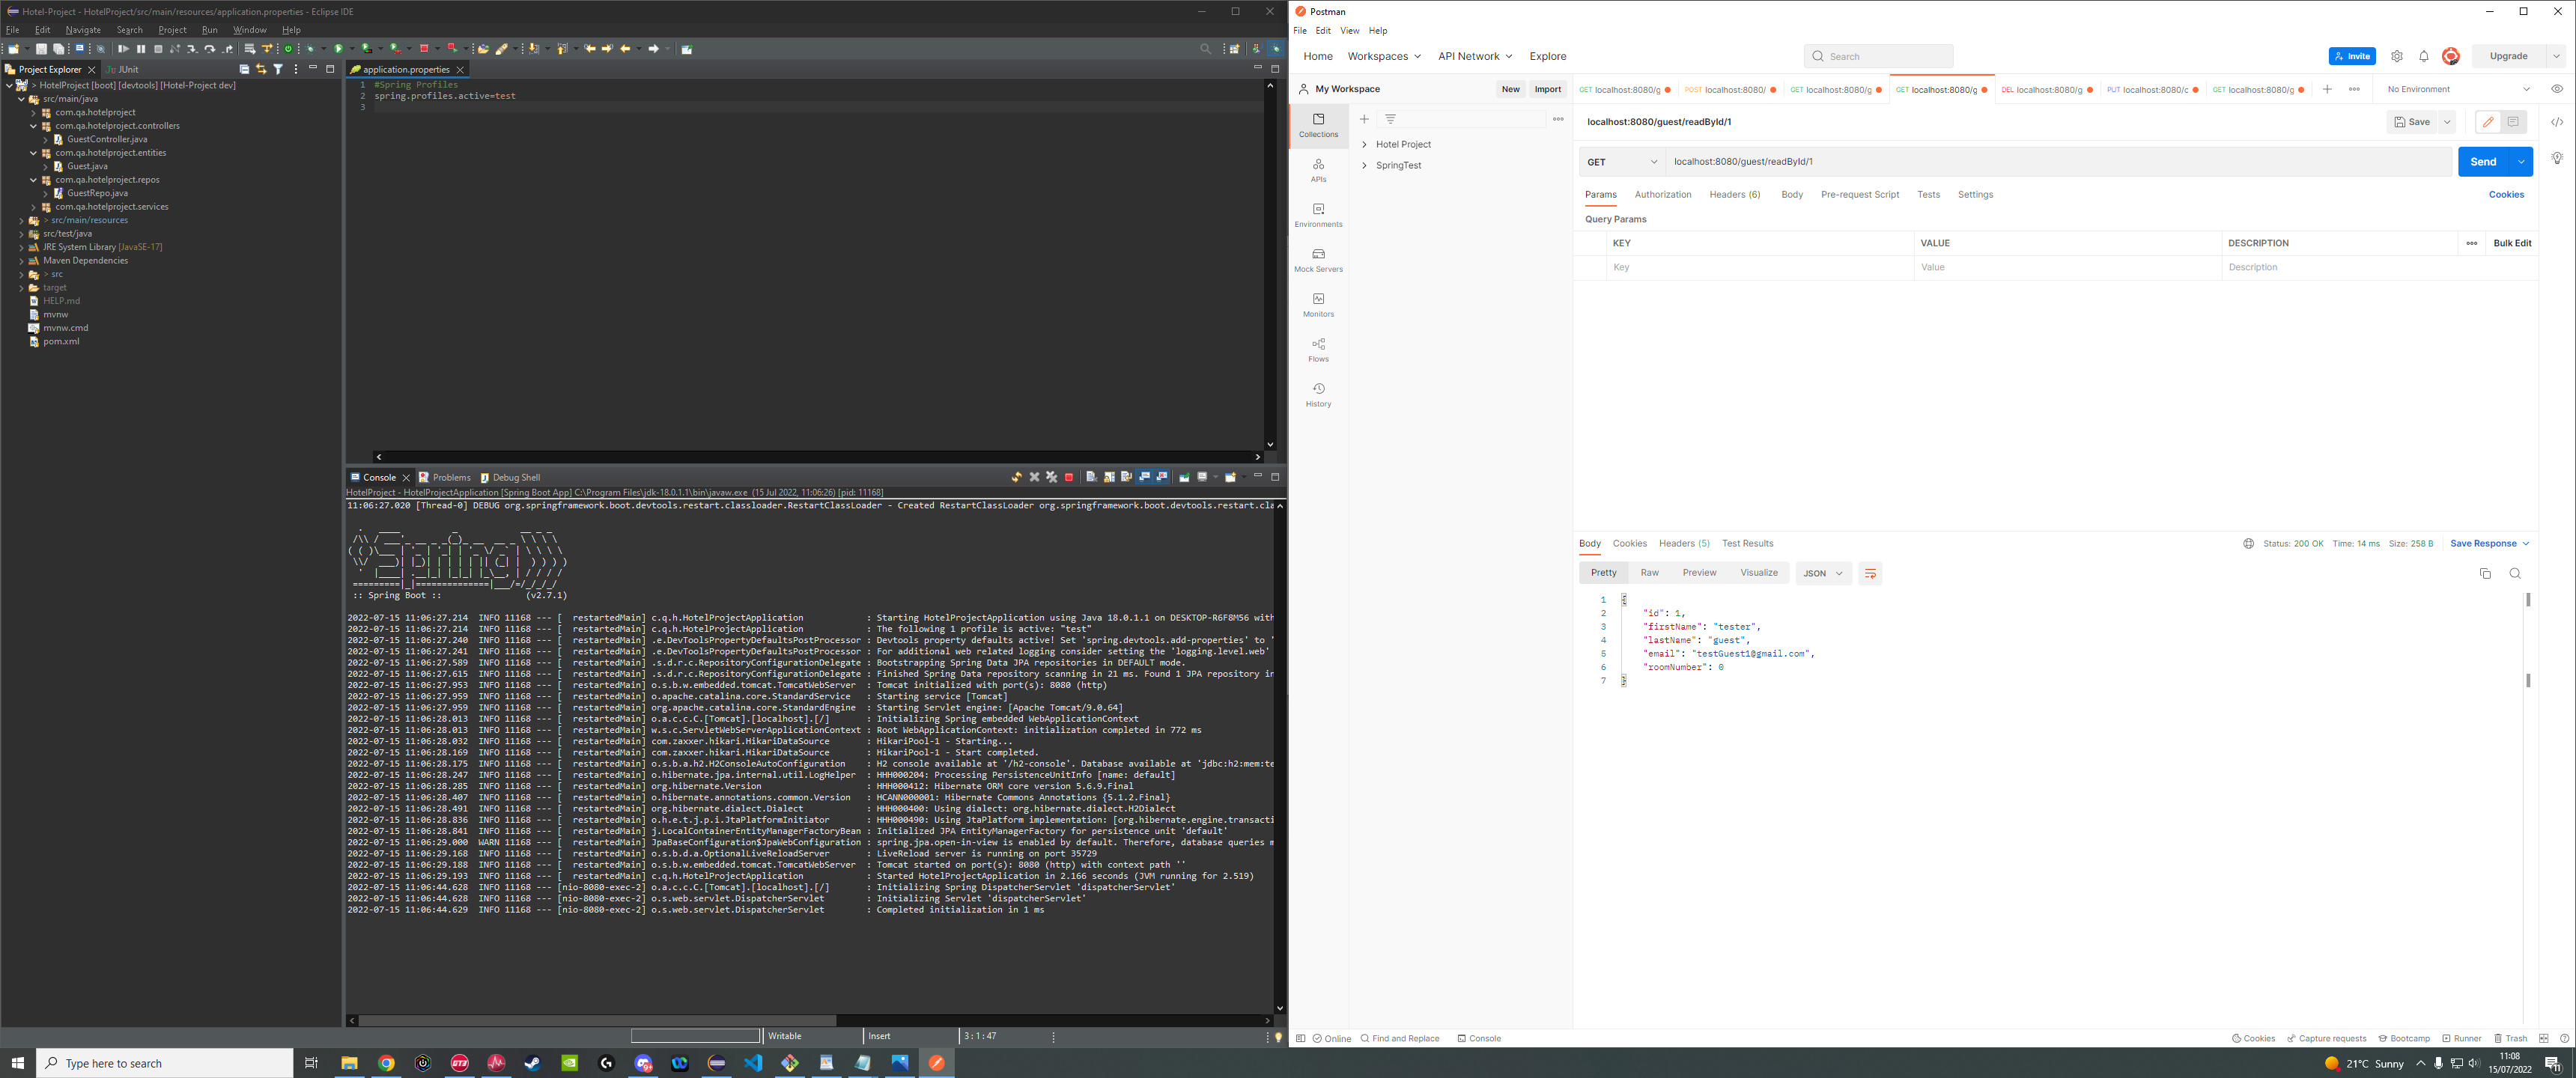 Hotel-Project - HotelProject/src/main/resources/application.properties - Eclipse IDE
File Edit Navigate Search Project Run Window Help
Project Explorer
JUnit
> HotelProject [boot] [devtools] [Hotel-Project dev]
src/main/java
com.qa.hotelproject
com.qa.hotelproject.controllers
GuestController.java
com.qa.hotelproject.entities
Guest.java
com.qa.hotelproject.repos
GuestRepo.java
com.qa.hotelproject.services
> src/main/resources
src/test/java
JRE System Library [JavaSE-17]
Maven Dependencies
> src
target
HELP.md
mvnw
mvnw.cmd
pom.xml
application.properties
1 #Spring Profiles
2 spring.profiles.active=test
3
Console Problems Debug Shell
HotelProject - HotelProjectApplication [Spring Boot App] C:\Program Files\jdk-18.0.1.1\bin\javaw.exe (15 Jul 2022, 11:06:26) [pid: 11168]
11:06:27.020 [Thread-0] DEBUG org.springframework.boot.devtools.restart.classloader.RestartClassLoader - Created RestartClassLoader org.springframework.boot.devtools.restart.cla
:: Spring Boot :: (v2.7.1)
2022-07-15 11:06:27.214 INFO 11168 --- [ restartedMain] c.q.h.HotelProjectApplication : Starting HotelProjectApplication using Java 18.0.1.1 on DESKTOP-R6F8M56 with
2022-07-15 11:06:27.214 INFO 11168 --- [ restartedMain] c.q.h.HotelProjectApplication : The following 1 profile is active: "test"
2022-07-15 11:06:27.240 INFO 11168 --- [ restartedMain] .e.DevToolsPropertyDefaultsPostProcessor : Devtools property defaults active! Set 'spring.devtools.add-properties' to '
2022-07-15 11:06:27.241 INFO 11168 --- [ restartedMain] .e.DevToolsPropertyDefaultsPostProcessor : For additional web related logging consider setting the 'logging.level.web'
2022-07-15 11:06:27.589 INFO 11168 --- [ restartedMain] .s.d.r.c.RepositoryConfigurationDelegate : Bootstrapping Spring Data JPA repositories in DEFAULT mode.
2022-07-15 11:06:27.615 INFO 11168 --- [ restartedMain] .s.d.r.c.RepositoryConfigurationDelegate : Finished Spring Data repository scanning in 21 ms. Found 1 JPA repository in
2022-07-15 11:06:27.953 INFO 11168 --- [ restartedMain] o.s.b.w.embedded.tomcat.TomcatWebServer : Tomcat initialized with port(s): 8080 (http)
2022-07-15 11:06:27.959 INFO 11168 --- [ restartedMain] o.apache.catalina.core.StandardService : Starting service [Tomcat]
2022-07-15 11:06:27.959 INFO 11168 --- [ restartedMain] org.apache.catalina.core.StandardEngine : Starting Servlet engine: [Apache Tomcat/9.0.64]
2022-07-15 11:06:28.013 INFO 11168 --- [ restartedMain] o.a.c.c.C.[Tomcat].[localhost].[/] : Initializing Spring embedded WebApplicationContext
2022-07-15 11:06:28.013 INFO 11168 --- [ restartedMain] w.s.c.ServletWebServerApplicationContext : Root WebApplicationContext: initialization completed in 772 ms
2022-07-15 11:06:28.032 INFO 11168 --- [ restartedMain] com.zaxxer.hikari.HikariDataSource : HikariPool-1 - Starting...
2022-07-15 11:06:28.169 INFO 11168 --- [ restartedMain] com.zaxxer.hikari.HikariDataSource : HikariPool-1 - Start completed.
2022-07-15 11:06:28.175 INFO 11168 --- [ restartedMain] o.s.b.a.h2.H2ConsoleAutoConfiguration : H2 console available at '/h2-console'. Database available at 'jdbc:h2:mem:te
2022-07-15 11:06:28.247 INFO 11168 --- [ restartedMain] o.hibernate.jpa.internal.util.LogHelper : HHH000204: Processing PersistenceUnitInfo [name: default]
2022-07-15 11:06:28.285 INFO 11168 --- [ restartedMain] org.hibernate.Version : HHH000412: Hibernate ORM core version 5.6.9.Final
2022-07-15 11:06:28.407 INFO 11168 --- [ restartedMain] o.hibernate.annotations.common.Version : HCANN000001: Hibernate Commons Annotations {5.1.2.Final}
2022-07-15 11:06:28.491 INFO 11168 --- [ restartedMain] org.hibernate.dialect.Dialect : HHH000400: Using dialect: org.hibernate.dialect.H2Dialect
2022-07-15 11:06:28.836 INFO 11168 --- [ restartedMain] o.h.e.t.j.p.i.JtaPlatformInitiator : HHH000490: Using JtaPlatform implementation: [org.hibernate.engine.transacti
2022-07-15 11:06:28.841 INFO 11168 --- [ restartedMain] j.LocalContainerEntityManagerFactoryBean : Initialized JPA EntityManagerFactory for persistence unit 'default'
2022-07-15 11:06:29.000 WARN 11168 --- [ restartedMain] JpaBaseConfiguration$JpaWebConfiguration : spring.jpa.open-in-view is enabled by default. Therefore, database queries m
2022-07-15 11:06:29.168 INFO 11168 --- [ restartedMain] o.s.b.d.a.OptionalLiveReloadServer : LiveReload server is running on port 35729
2022-07-15 11:06:29.188 INFO 11168 --- [ restartedMain] o.s.b.w.embedded.tomcat.TomcatWebServer : Tomcat started on port(s): 8080 (http) with context path ''
2022-07-15 11:06:29.193 INFO 11168 --- [ restartedMain] c.q.h.HotelProjectApplication : Started HotelProjectApplication in 2.166 seconds (JVM running for 2.519)
2022-07-15 11:06:44.628 INFO 11168 --- [nio-8080-exec-2] o.a.c.c.C.[Tomcat].[localhost].[/] : Initializing Spring DispatcherServlet 'dispatcherServlet'
2022-07-15 11:06:44.628 INFO 11168 --- [nio-8080-exec-2] o.s.web.servlet.DispatcherServlet : Initializing Servlet 'dispatcherServlet'
2022-07-15 11:06:44.629 INFO 11168 --- [nio-8080-exec-2] o.s.web.servlet.DispatcherServlet : Completed initialization in 1 ms
Writable Insert 3 : 1 : 47
Postman
File Edit View Help
Home Workspaces API Network Explore Search Invite Upgrade
My Workspace New Import
GET localhost:8080/g POST localhost:8080/ GET localhost:8080/g GET localhost:8080/g DEL localhost:8080/g PUT localhost:8080/c GET localhost:8080/g No Environment
Collections
APIs
Environments
Mock Servers
Monitors
Flows
History
Hotel Project
SpringTest
localhost:8080/guest/readById/1 Save
GET localhost:8080/guest/readById/1 Send
Params Authorization Headers (6) Body Pre-request Script Tests Settings Cookies
Query Params
KEY VALUE DESCRIPTION Bulk Edit
Key Value Description
Body Cookies Headers (5) Test Results Status: 200 OK Time: 14 ms Size: 258 B Save Response
Pretty Raw Preview Visualize JSON
1 {
2 "id": 1,
3 "firstName": "tester",
4 "lastName": "guest",
5 "email": "testGuest1@gmail.com",
6 "roomNumber": 0
7 }
Online Find and Replace Console Cookies Capture requests Bootcamp Runner Trash
Type here to search
21°C Sunny
11:08
15/07/2022